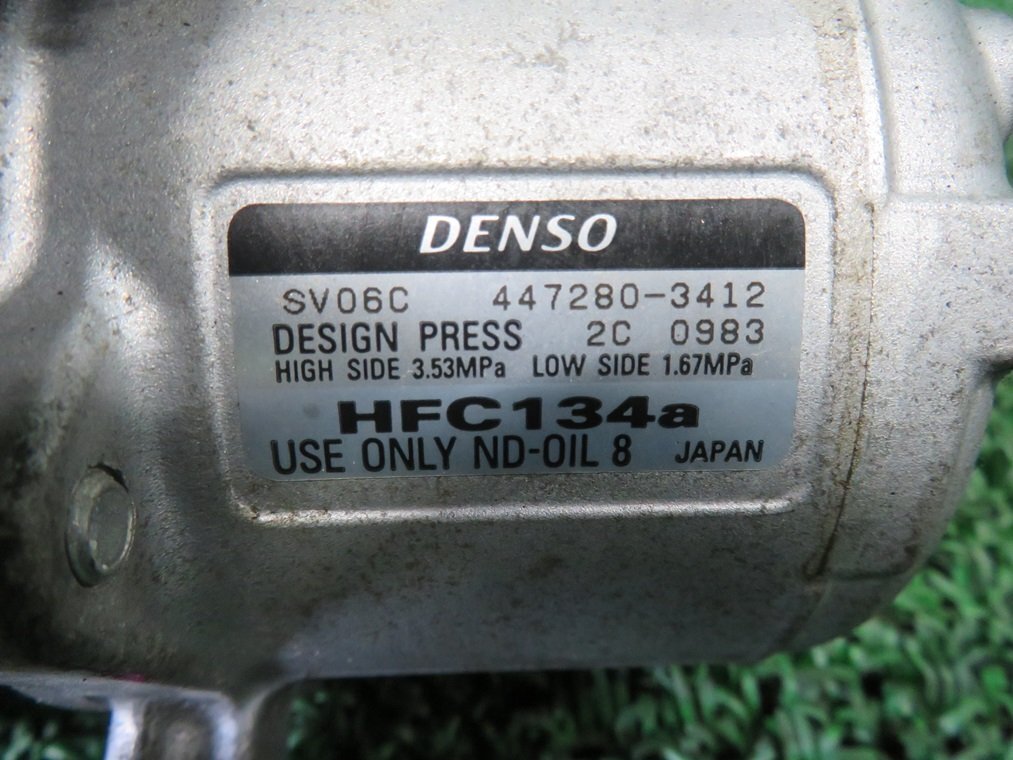 DENSO
SV06C 447280-3412
DESIGN PRESS 2C 0983
HIGH SIDE 3.53MPa LOW SIDE 1.67MPa
HFC134a
USE ONLY ND-OIL 8 JAPAN